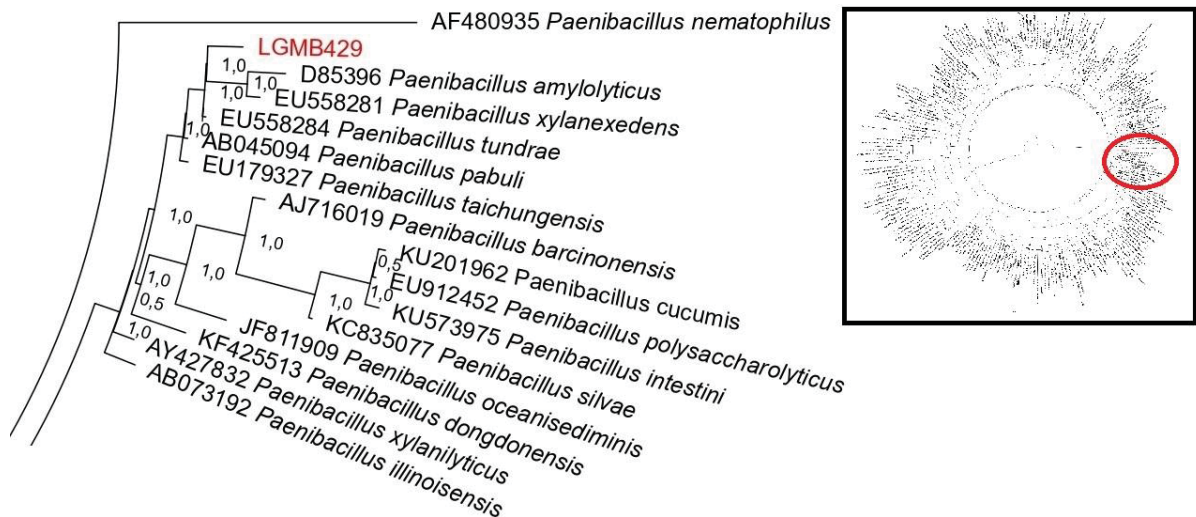 AF480935 Paenibacillus nematophilus
LGMB429
1,0
D85396 Paenibacillus amylolyticus
1,0
EU558281 Paenibacillus xylanexedens
1,0
EU558284 Paenibacillus tundrae
1,0
AB045094 Paenibacillus pabuli
EU179327 Paenibacillus taichungensis
AJ716019 Paenibacillus barcinonensis
1,0
1,0
KU201962 Paenibacillus cucumis
0,5
EU912452 Paenibacillus polysaccharolyticus
1,0
KU573975 Paenibacillus intestini
1,0
KC835077 Paenibacillus silvae
1,0
JF811909 Paenibacillus oceanisediminis
1,0
0,5
KF425513 Paenibacillus dongdonensis
1,0
AY427832 Paenibacillus xylanilyticus
AB073192 Paenibacillus illinoisensis